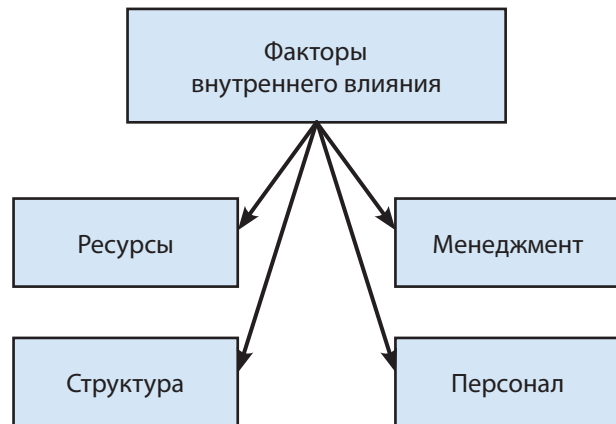 Факторы
внутреннего влияния
Ресурсы
Менеджмент
Структура
Персонал